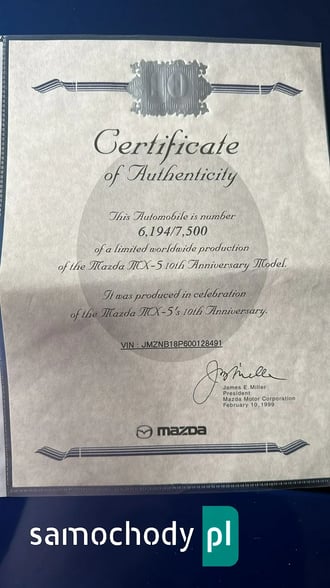 10
Certificate
of Authenticity
This Automobile is number
6,194/7,500
of a limited worldwide production
of the Mazda MX-5 10th Anniversary Model.
It was produced in celebration
of the Mazda MX-5's 10th Anniversary.
VIN : JMZNB18P600128491
James E. Miller
President
Mazda Motor Corporation
February 10, 1999
mazda
samochody pl